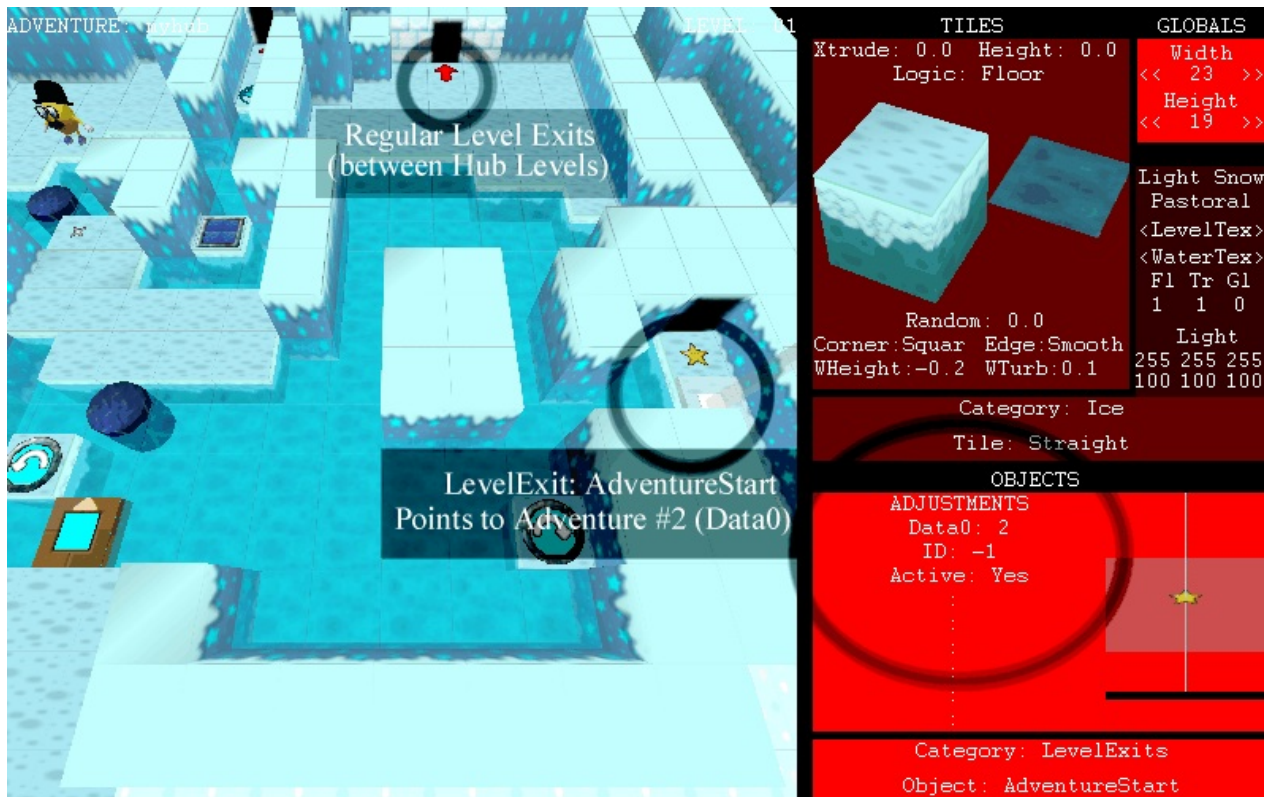 ADVENTURE: myhub
LEVEL 01
Regular Level Exits
(between Hub Levels)
LevelExit: AdventureStart
Points to Adventure #2 (Data0)
TILES
Xtrude: 0.0 Height: 0.0
Logic: Floor
Random: 0.0
Corner:Squar Edge:Smooth
WHeight:-0.2 WTurb:0.1
Category: Ice
Tile: Straight
GLOBALS
Width
<< 23 >>
Height
<< 19 >>
Light Snow
Pastoral
<LevelTex>
<WaterTex>
Fl Tr Gl
1 1 0
Light
255 255 255
100 100 100
OBJECTS
ADJUSTMENTS
Data0: 2
ID: -1
Active: Yes
:
:
:
:
:
:
Category: LevelExits
Object: AdventureStart